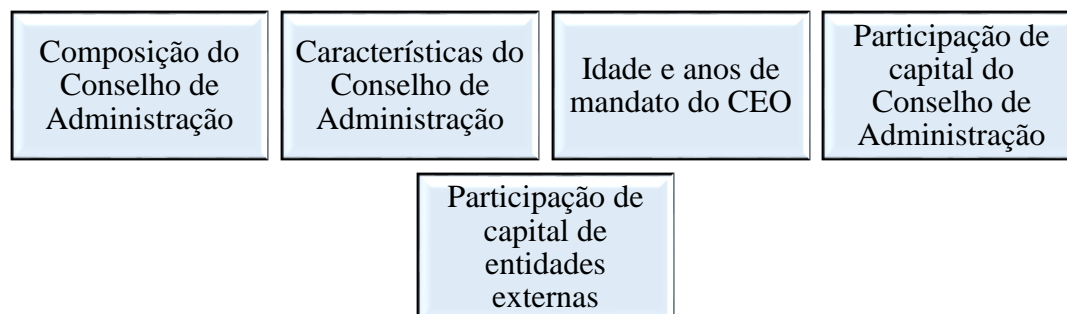 Composição do
Conselho de
Administração
Características do
Conselho de
Administração
Idade e anos de
mandato do CEO
Participação de
capital do
Conselho de
Administração
Participação de
capital de
entidades
externas